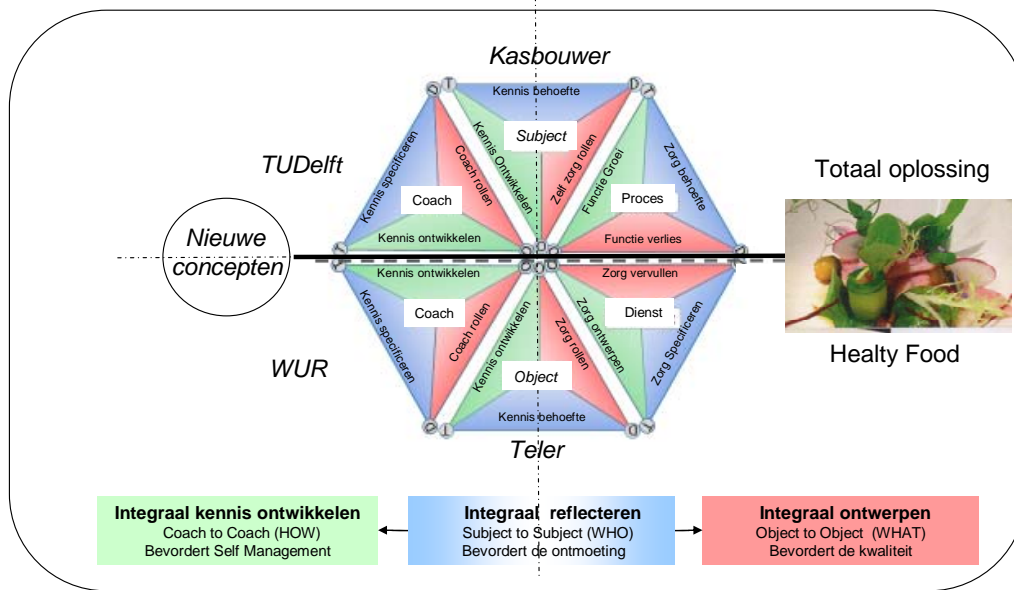 Kasbouwer
Kennis behoefte
Subject
Kennis Ontwikkelen
Zelf zorg rollen
TUDelft
Kennis specificeren
Coach rollen
Coach
Kennis ontwikkelen
Functie Groei
Zorg behoefte
Proces
Functie verlies
Totaal oplossing
Nieuwe
concepten
Kennis ontwikkelen
Coach
Kennis specificeren
Coach rollen
WUR
Kennis ontwikkelen
Zorg rollen
Object
Kennis behoefte
Teler
Zorg vervullen
Dienst
Zorg ontwerpen
Zorg Specificeren
Healty Food
Integraal kennis ontwikkelen
Coach to Coach (HOW)
Bevordert Self Management
Integraal reflecteren
Subject to Subject (WHO)
Bevordert de ontmoeting
Integraal ontwerpen
Object to Object (WHAT)
Bevordert de kwaliteit